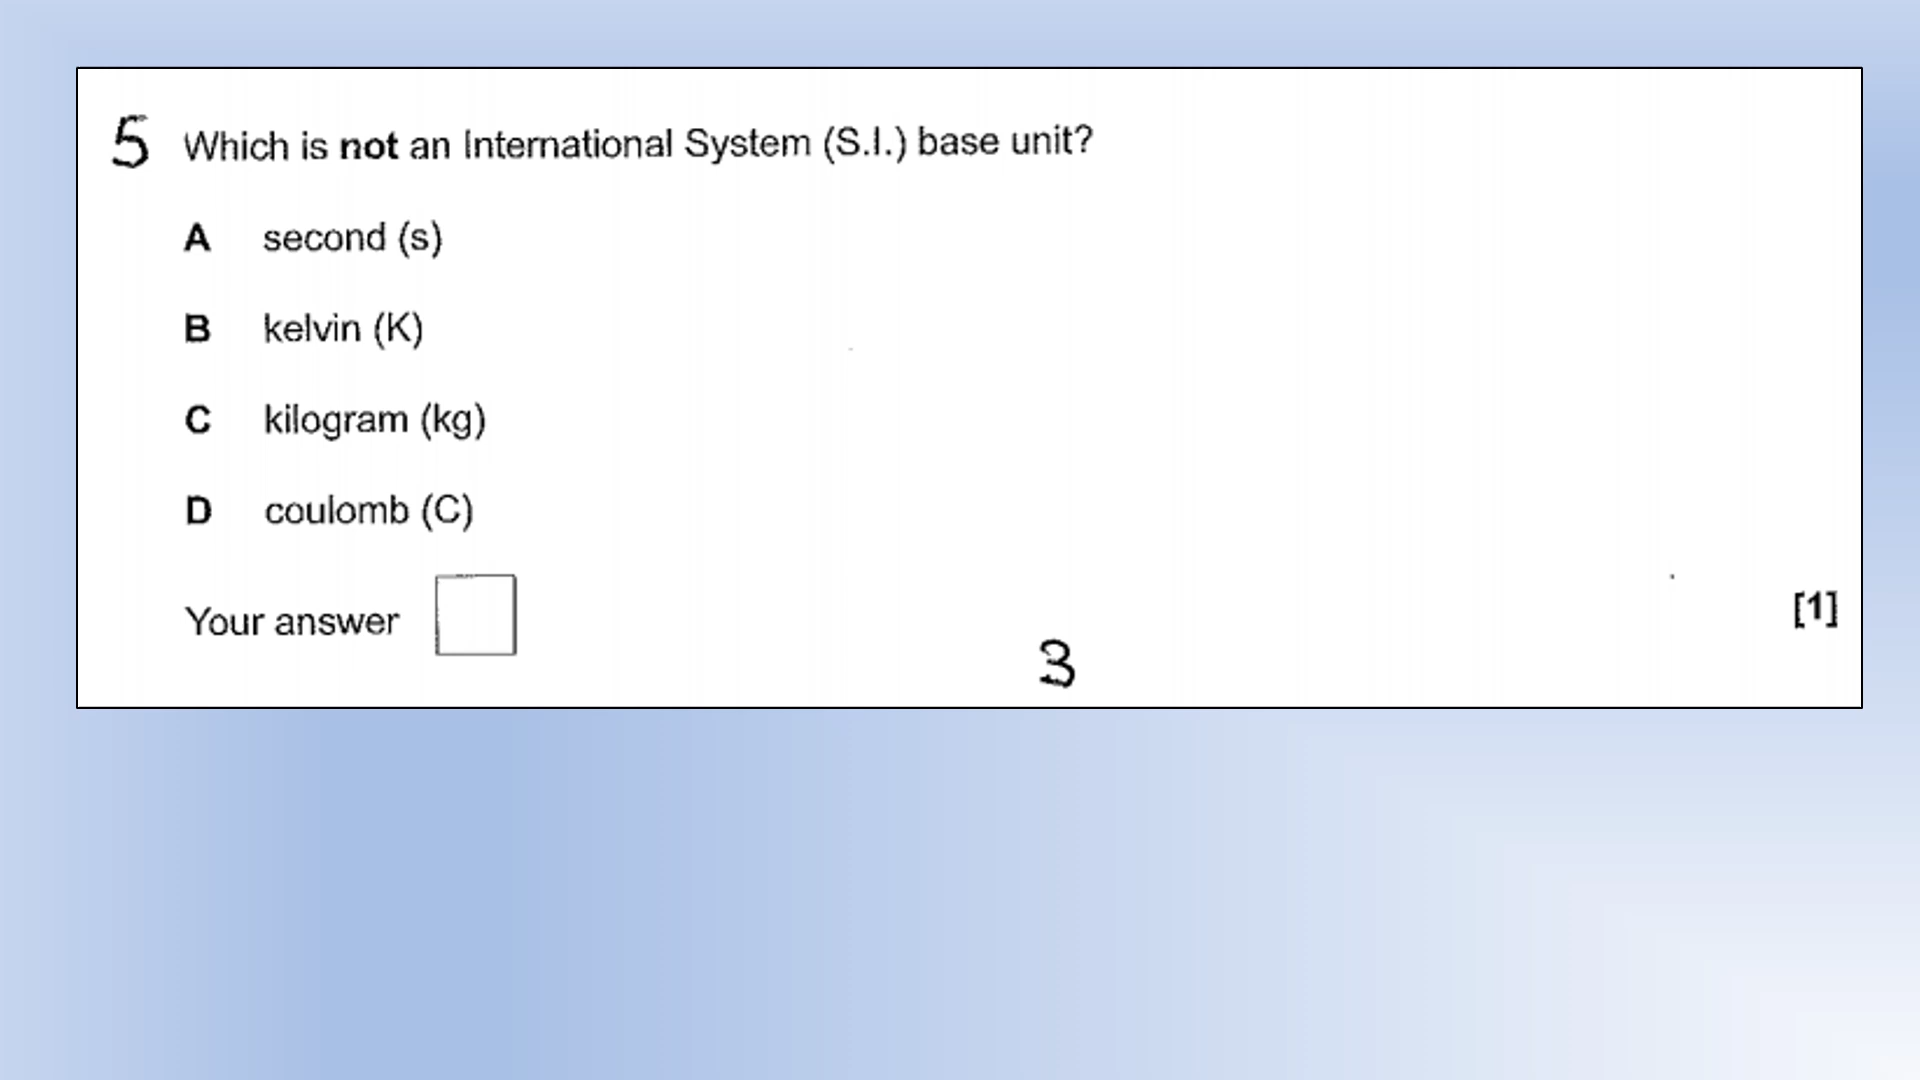 5 Which is not an International System (S.I.) base unit?
A second (s)
B kelvin (K)
C kilogram (kg)
D coulomb (C)
Your answer
[1]
3